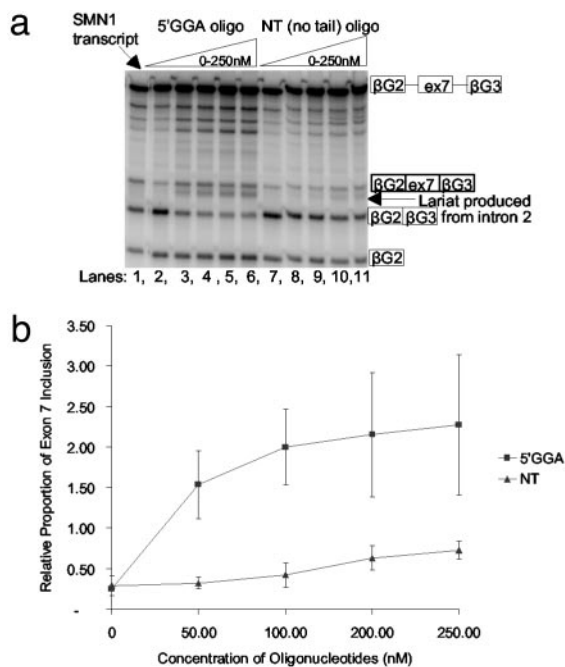 a
SMN1
transcript
5'GGA oligo
NT (no tail) oligo
0-250nM
0-250nM
βG2 ex7 βG3
βG2 ex7 βG3
Lariat produced
from intron 2
βG2 βG3
βG2
Lanes: 1, 2, 3, 4 , 5 , 6, 7, 8, 9, 10,11
b
Relative Proportion of Exon 7 Inclusion
3.50
3.00
2.50
2.00
1.50
1.00
0.50
-
0
50.00
100.00
150.00
200.00
250.00
5'GGA
NT
Concentration of Oligonucleotides (nM)